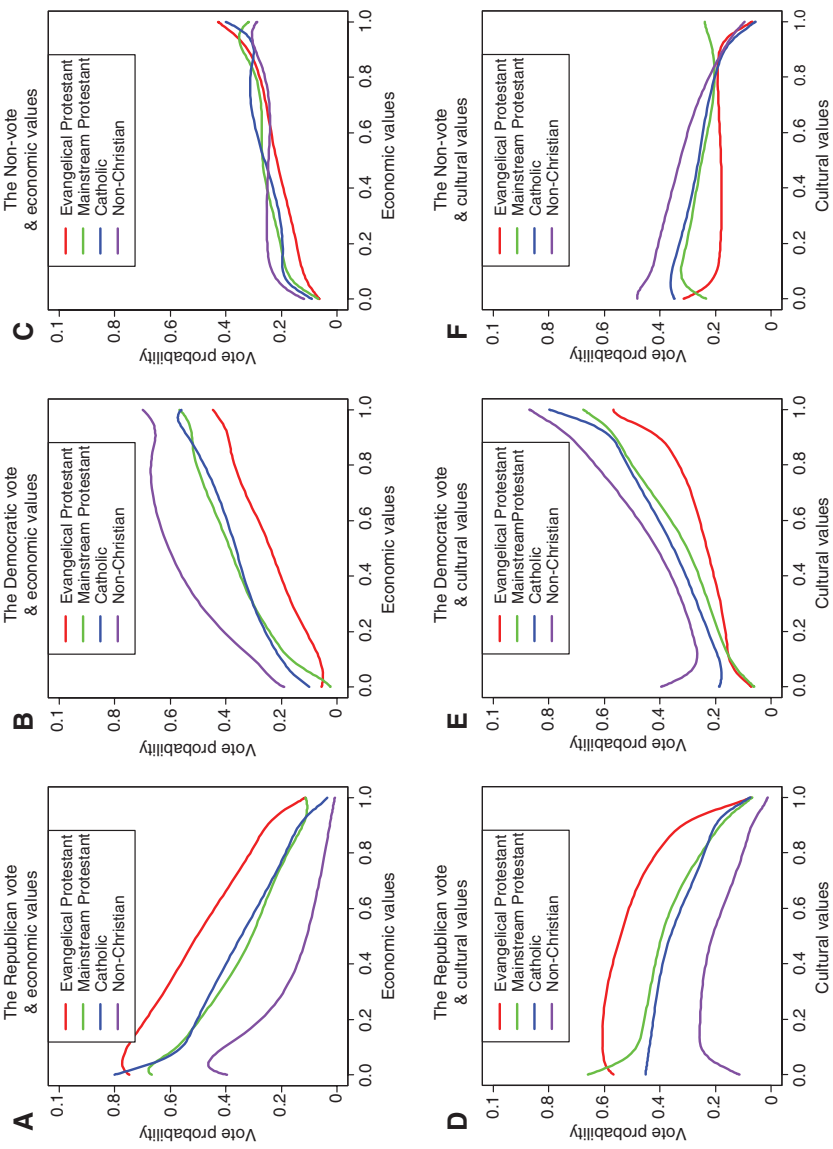 A
The Republican vote
& economic values
Evangelical Protestant
Mainstream Protestant
Catholic
Non-Christian
Vote probability
0.1
0.8
0.6
0.4
0.2
0
0.0 0.2 0.4 0.6 0.8 1.0
Economic values
B
The Democratic vote
& economic values
Evangelical Protestant
Mainstream Protestant
Catholic
Non-Christian
Vote probability
0.1
0.8
0.6
0.4
0.2
0
0.0 0.2 0.4 0.6 0.8 1.0
Economic values
C
The Non-vote
& economic values
Evangelical Protestant
Mainstream Protestant
Catholic
Non-Christian
Vote probability
0.1
0.8
0.6
0.4
0.2
0
0.0 0.2 0.4 0.6 0.8 1.0
Economic values
D
The Republican vote
& cultural values
Evangelical Protestant
Mainstream Protestant
Catholic
Non-Christian
Vote probability
0.1
0.8
0.6
0.4
0.2
0
0.0 0.2 0.4 0.6 0.8 1.0
Cultural values
E
The Democratic vote
& cultural values
Evangelical Protestant
MainstreamProtestant
Catholic
Non-Christian
Vote probability
0.1
0.8
0.6
0.4
0.2
0
0.0 0.2 0.4 0.6 0.8 1.0
Cultural values
F
The Non-vote
& cultural values
Evangelical Protestant
Mainstream Protestant
Catholic
Non-Christian
Vote probability
0.1
0.8
0.6
0.4
0.2
0
0.0 0.2 0.4 0.6 0.8 1.0
Cultural values